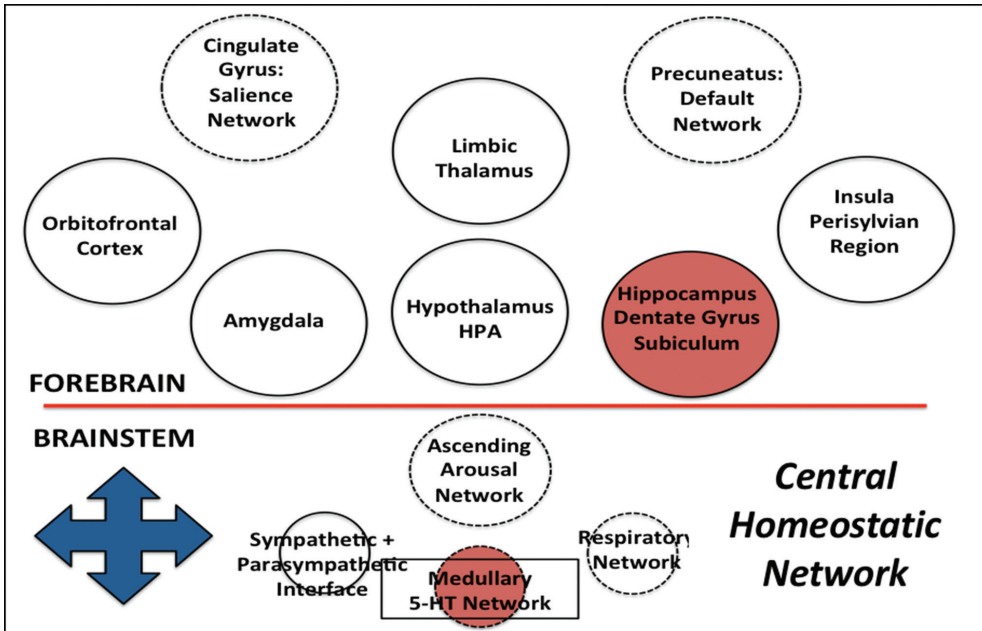 Cingulate
Gyrus:
Salience
Network
Precuneatus:
Default
Network
Limbic
Thalamus
Orbitofrontal
Cortex
Insula
Perisylvian
Region
Amygdala
Hypothalamus
HPA
Hippocampus
Dentate Gyrus
Subiculum
FOREBRAIN
BRAINSTEM
Ascending
Arousal
Network
Central
Homeostatic
Network
Sympathetic +
Parasympathetic
Interface
Medullary
5-HT Network
Respiratory
Network